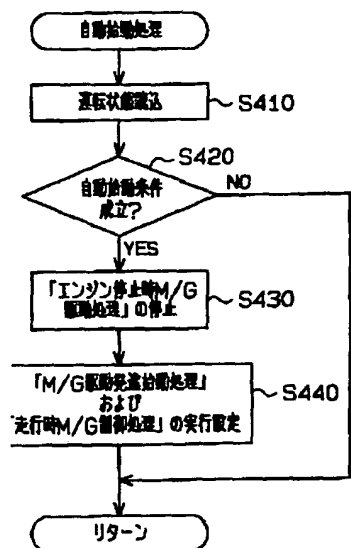 自動始動処理
運転状態読込
S410
S420
自動始動条件
成立?
NO
YES
「エンジン停止時M/G
駆動処理」の停止
S430
「M/G駆動発進始動処理」
および
「走行時M/G制御処理」の実行設定
S440
リターン